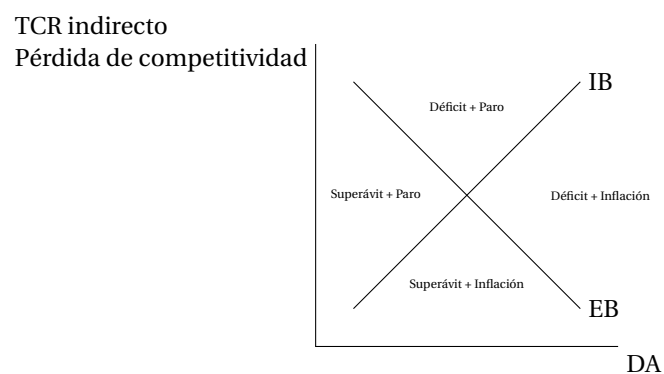 TCR indirecto
Pérdida de competitividad
IB
Déficit + Paro
Superávit + Paro
Déficit + Inflación
Superávit + Inflación
EB
DA